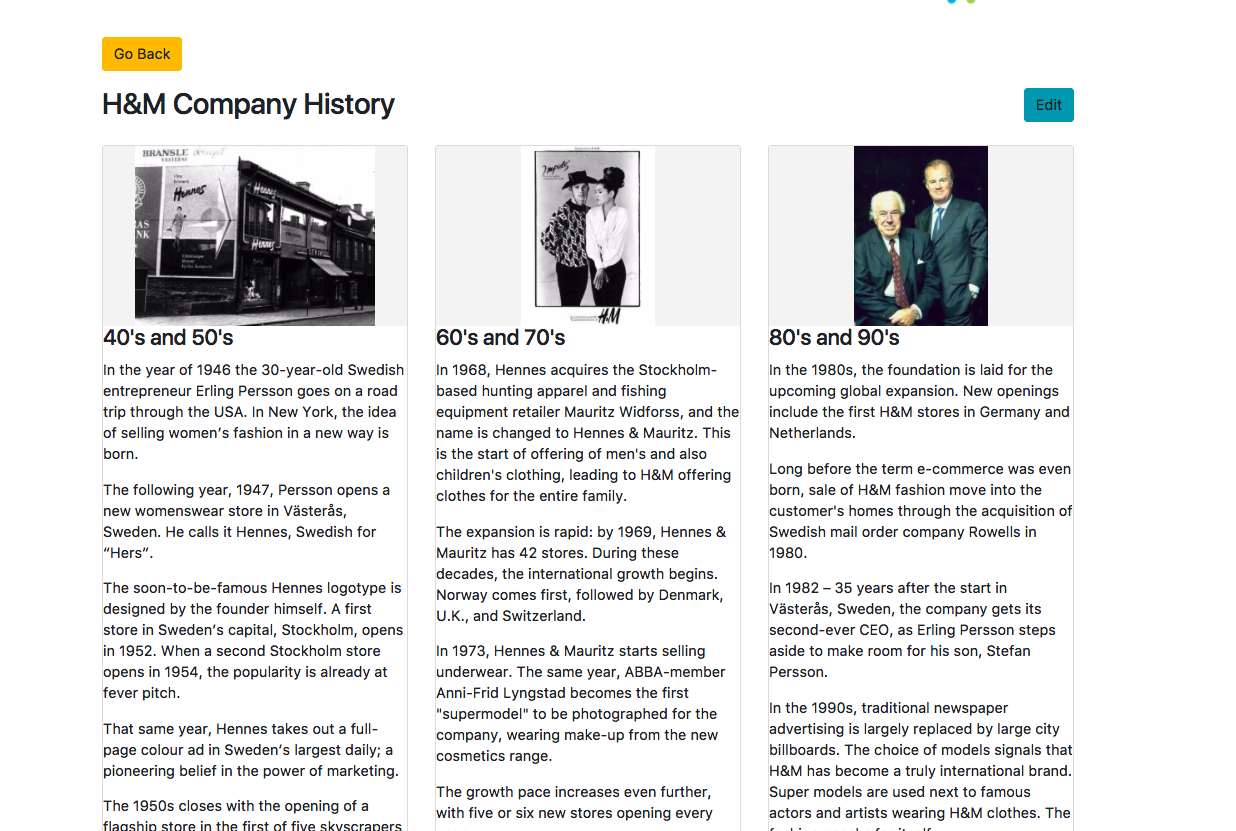 Go Back
H&M Company History
Edit
BRANSLE
VÄSTERÅS
Hennes
Hennes
Hennes
Impuls
H&M
40's and 50's
In the year of 1946 the 30-year-old Swedish
entrepreneur Erling Persson goes on a road
trip through the USA. In New York, the idea
of selling women’s fashion in a new way is
born.
The following year, 1947, Persson opens a
new womenswear store in Västerås,
Sweden. He calls it Hennes, Swedish for
“Hers”.
The soon-to-be-famous Hennes logotype is
designed by the founder himself. A first
store in Sweden’s capital, Stockholm, opens
in 1952. When a second Stockholm store
opens in 1954, the popularity is already at
fever pitch.
That same year, Hennes takes out a full-
page colour ad in Sweden’s largest daily; a
pioneering belief in the power of marketing.
The 1950s closes with the opening of a
flagship store in the first of five skyscrapers
60's and 70's
In 1968, Hennes acquires the Stockholm-
based hunting apparel and fishing
equipment retailer Mauritz Widforss, and the
name is changed to Hennes & Mauritz. This
is the start of offering of men's and also
children's clothing, leading to H&M offering
clothes for the entire family.
The expansion is rapid: by 1969, Hennes &
Mauritz has 42 stores. During these
decades, the international growth begins.
Norway comes first, followed by Denmark,
U.K., and Switzerland.
In 1973, Hennes & Mauritz starts selling
underwear. The same year, ABBA-member
Anni-Frid Lyngstad becomes the first
"supermodel" to be photographed for the
company, wearing make-up from the new
cosmetics range.
The growth pace increases even further,
with five or six new stores opening every
80's and 90's
In the 1980s, the foundation is laid for the
upcoming global expansion. New openings
include the first H&M stores in Germany and
Netherlands.
Long before the term e-commerce was even
born, sale of H&M fashion move into the
customer's homes through the acquisition of
Swedish mail order company Rowells in
1980.
In 1982 – 35 years after the start in
Västerås, Sweden, the company gets its
second-ever CEO, as Erling Persson steps
aside to make room for his son, Stefan
Persson.
In the 1990s, traditional newspaper
advertising is largely replaced by large city
billboards. The choice of models signals that
H&M has become a truly international brand.
Super models are used next to famous
actors and artists wearing H&M clothes. The